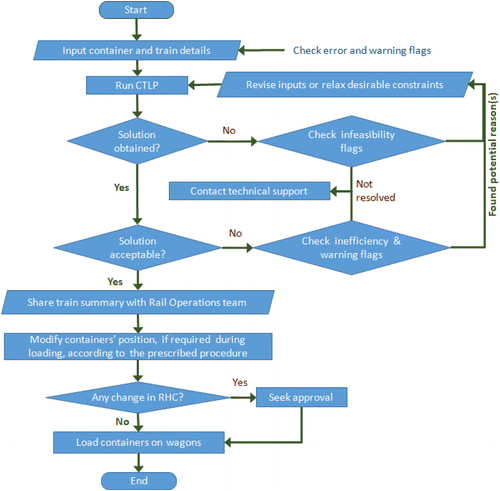 Start
Input container and train details
Check error and warning flags
Run CTLP
Revise inputs or relax desirable constraints
Solution
obtained?
No
Check infeasibility
flags
Found potential reason(s)
Yes
Contact technical support
Not
resolved
Solution
acceptable?
No
Check inefficiency &
warning flags
Yes
Share train summary with Rail Operations team
Modify containers' position, if required during
loading, according to the prescribed procedure
Any change in RHC?
Yes
Seek approval
No
Load containers on wagons
End